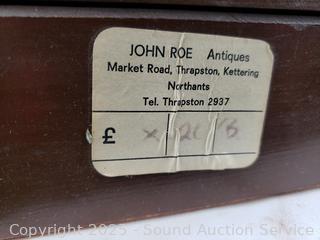 JOHN ROE Antiques
Market Road, Thrapston, Kettering
Northants
Tel. Thrapston 2937
£
Copyright 2025 - Sound Auction Service